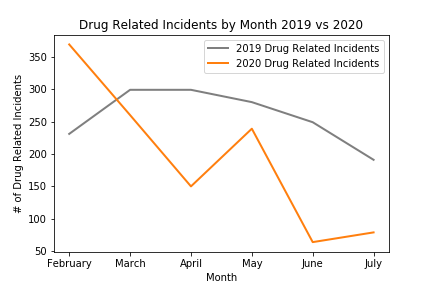 Drug Related Incidents by Month 2019 vs 2020
2019 Drug Related Incidents
2020 Drug Related Incidents
# of Drug Related Incidents
350
300
250
200
150
100
50
February March April May June July
Month